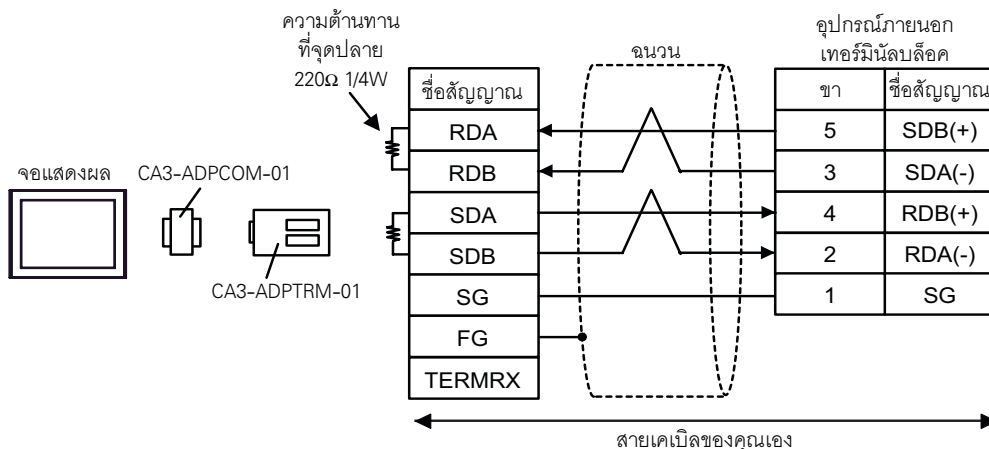 ความต้านทาน
ที่จุดปลาย
220Ω 1/4W
จอแสดงผล
CA3-ADPCOM-01
CA3-ADPTRM-01
ชื่อสัญญาณ
RDA
RDB
SDA
SDB
SG
FG
TERMRX
ฉนวน
อุปกรณ์ภายนอก
เทอร์มินัลบล็อค
ขา ชื่อสัญญาณ
5 SDB(+)
3 SDA(-)
4 RDB(+)
2 RDA(-)
1 SG
สายเคเบิลของคุณเอง